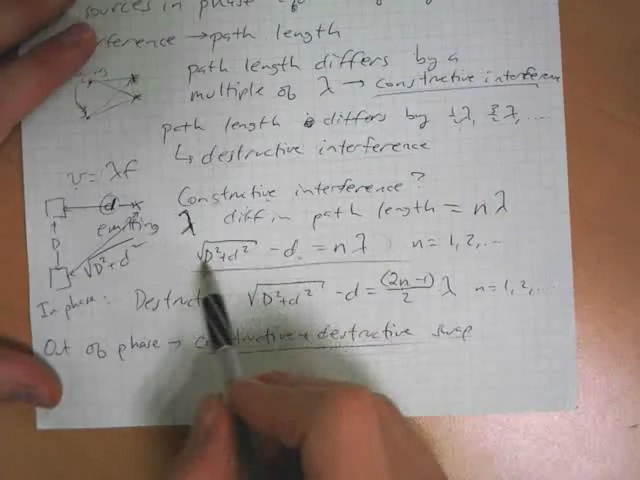 sources in phase
interference → path length
path length differs by a
multiple of λ → constructive interference
path length differs by ½λ, 3/2 λ, ...
↳ destructive interference
v = λf
Constructive interference?
λ diff in path length = nλ
d
emitting
D
√D²+d²
√D²+d² - d = nλ n = 1, 2, ...
In phase: Destruct √D²+d² - d = (2n-1)/2 λ n = 1, 2, ...
Out of phase → constructive + destructive swap